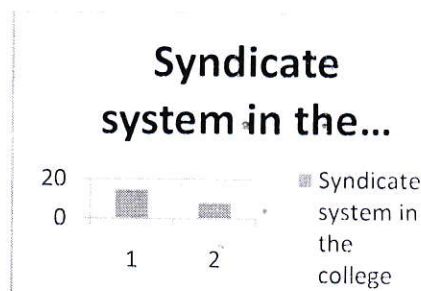 Syndicate
system in the...
20
0
1
2
Syndicate
system in
the
college